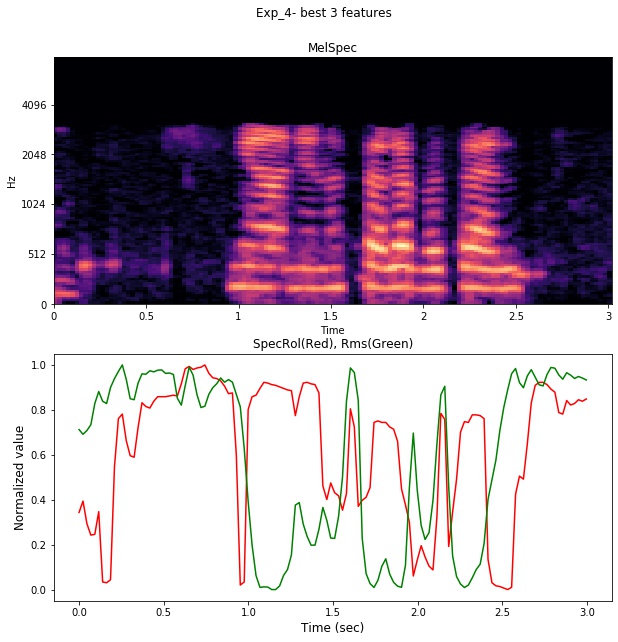 Exp_4- best 3 features
MelSpec
4096
2048
1024
512
0
Hz
0 0.5 1 1.5 2 2.5 3
Time
SpecRol(Red), Rms(Green)
1.0
0.8
0.6
0.4
0.2
0.0
Normalized value
0.0 0.5 1.0 1.5 2.0 2.5 3.0
Time (sec)